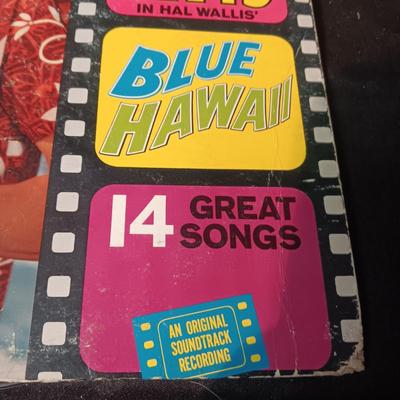 IN HAL WALLIS'
BLUE
HAWAII
14 GREAT
SONGS
AN ORIGINAL
SOUNDTRACK
RECORDING